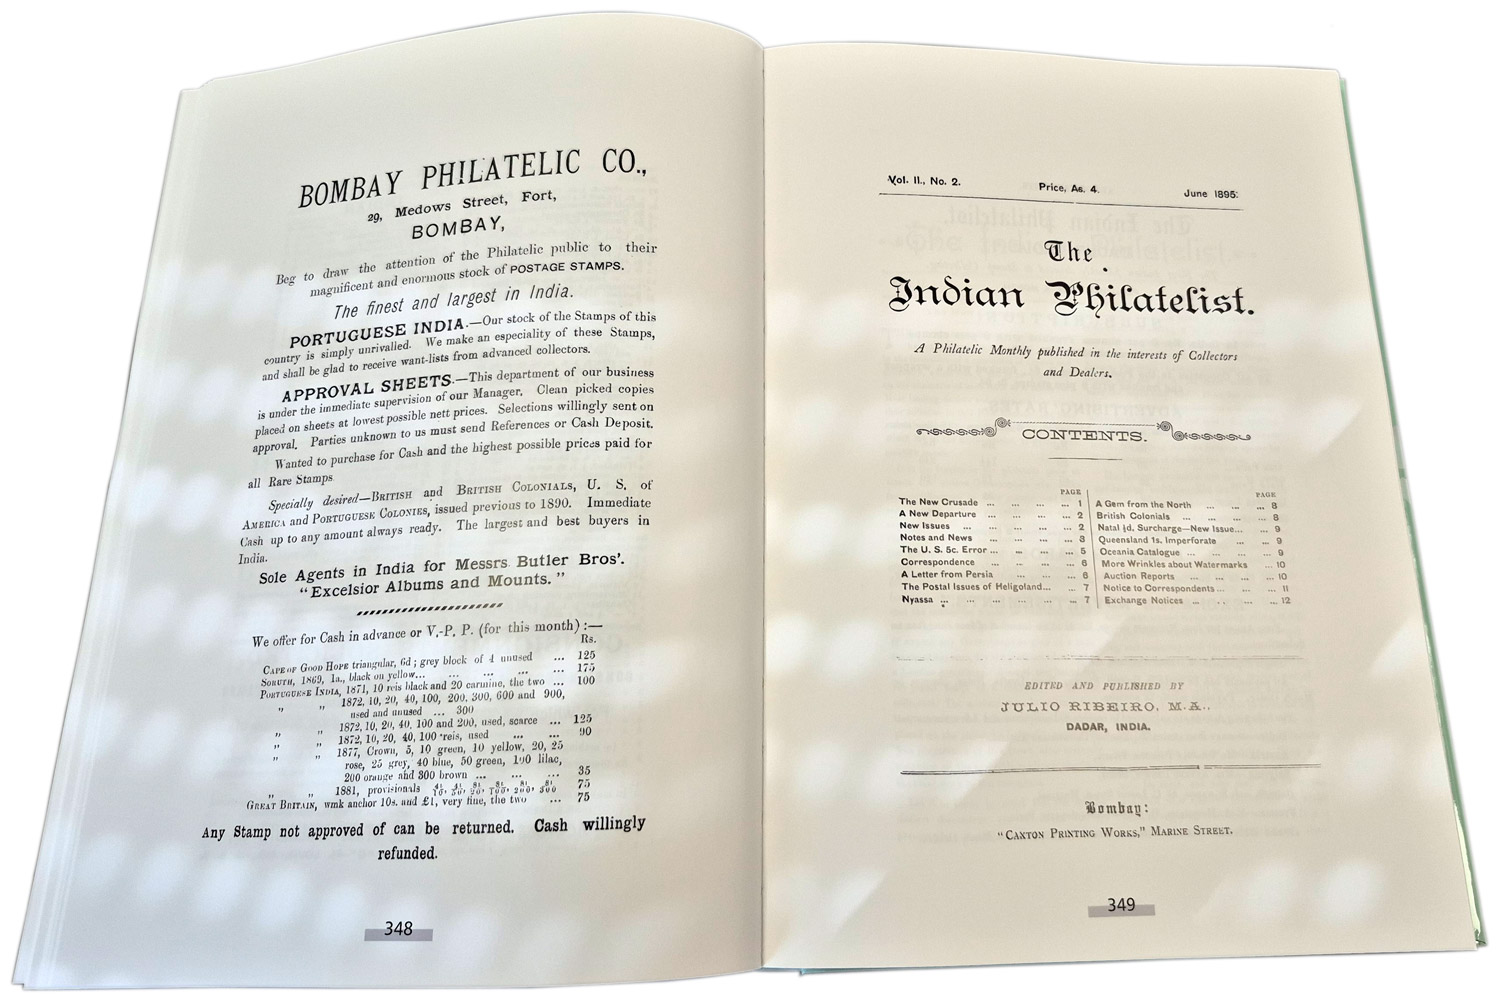 BOMBAY PHILATELIC CO.,
29, Medows Street, Fort,
BOMBAY,
Beg to draw the attention of the Philatelic public to their
magnificent and enormous stock of POSTAGE STAMPS.
The finest and largest in India.
PORTUGUESE INDIA.—Our stock of the Stamps of this
country is simply unrivalled. We make an especiality of these Stamps,
and shall be glad to receive want-lists from advanced collectors.
APPROVAL SHEETS.—This department of our business
is under the immediate supervision of our Manager. Clean picked copies
placed on sheets at lowest possible nett prices. Selections willingly sent on
approval. Parties unknown to us must send References or Cash Deposit.
Wanted to purchase for Cash and the highest possible prices paid for
all Rare Stamps
Specially desired—BRITISH and BRITISH COLONIALS, U. S. of
AMERICA and PORTUGUESE COLONIES, issued previous to 1890. Immediate
Cash up to any amount always ready. The largest and best buyers in
India.
Sole Agents in India for Messrs Butler Bros'.
"Excelsior Albums and Mounts."
We offer for Cash in advance or V.-P. P. (for this month) :—
Rs.
CAPE OF GOOD HOPE triangular, 6d ; grey block of 4 unused ... 125
SORUTH, 1869, 1a., black on yellow... ... ... ... ... 175
PORTUGUESE INDIA, 1871, 10 reis black and 20 carmine, the two ... 100
" " 1872, 10, 20, 40, 100, 200, 300, 600 and 900,
used and unused ... 300
" " 1872, 10, 20, 40, 100 and 200, used, scarce ... 125
" " 1872, 10, 20, 40, 100 reis, used ... ... 90
" " 1877, Crown, 5, 10 green, 10 yellow, 20, 25
rose, 25 grey, 40 blue, 50 green, 100 lilac,
200 orange and 300 brown ... ... ... 35
" " 1881, provisionals 75
GREAT BRITAIN, wmk anchor 10s. and £1, very fine, the two ... 75
Any Stamp not approved of can be returned. Cash willingly
refunded.
348
Vol. II., No. 2. Price, As. 4. June 1895.
The
Indian Philatelist.
A Philatelic Monthly published in the interests of Collectors
and Dealers.
CONTENTS.
PAGE
The New Crusade ... ... ... ... 1
A New Departure ... ... ... ... 2
New Issues ... ... ... ... 2
Notes and News ... ... ... 3
The U. S. 5c. Error ... ... ... ... 5
Correspondence ... ... ... ... 6
A Letter from Persia ... ... ... 6
The Postal Issues of Heligoland... ... ... 7
Nyassa ... ... ... ... ... 7
PAGE
A Gem from the North ... ... ... 8
British Colonials ... ... ... ... 8
Natal ½d. Surcharge—New Issue... ... 9
Queensland 1s. Imperforate ... ... 9
Oceania Catalogue ... ... ... ... 9
More Wrinkles about Watermarks ... 10
Auction Reports ... ... ... ... 10
Notice to Correspondents ... ... ... 11
Exchange Notices ... ... ... ... 12
EDITED AND PUBLISHED BY
JULIO RIBEIRO, M.A.,
DADAR, INDIA.
Bombay:
"CAXTON PRINTING WORKS," MARINE STREET.
349